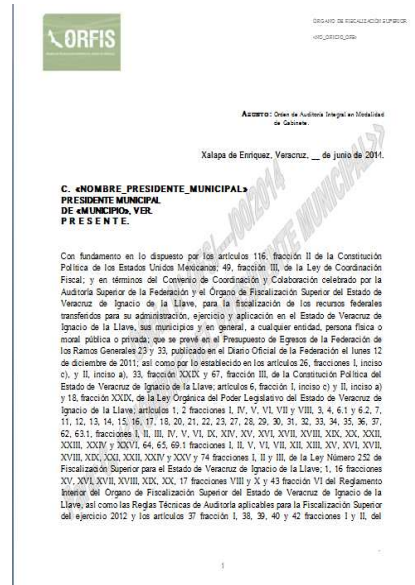 ORFIS
ÓRGANO DE FISCALIZACIÓN SUPERIOR
«NO_OFICIO_OFS»
ASUNTO: Orden de Auditoría Integral en Modalidad
de Gabinete.
Xalapa de Enríquez, Veracruz, __ de junio de 2014.
C. «NOMBRE_PRESIDENTE_MUNICIPAL»
PRESIDENTE MUNICIPAL
DE «MUNICIPIO», VER.
P R E S E N T E.
Con fundamento en lo dispuesto por los artículos 116, fracción II de la Constitución
Política de los Estados Unidos Mexicanos; 49, fracción III, de la Ley de Coordinación
Fiscal; y en términos del Convenio de Coordinación y Colaboración celebrado por la
Auditoría Superior de la Federación y el Órgano de Fiscalización Superior del Estado de
Veracruz de Ignacio de la Llave, para la fiscalización de los recursos federales
transferidos para su administración, ejercicio y aplicación en el Estado de Veracruz de
Ignacio de la Llave, sus municipios y en general, a cualquier entidad, persona física o
moral pública o privada; que se prevé en el Presupuesto de Egresos de la Federación de
los Ramos Generales 23 y 33, publicado en el Diario Oficial de la Federación el lunes 12
de diciembre de 2011; así como por lo establecido en los artículos 26, fracciones I, inciso
c), y II, inciso a), 33, fracción XXIX y 67, fracción III, de la Constitución Política del
Estado de Veracruz de Ignacio de la Llave; artículos 6, fracción I, inciso c) y II, inciso a)
y 18, fracción XXIX, de la Ley Orgánica del Poder Legislativo del Estado de Veracruz de
Ignacio de la Llave; artículos 1, 2 fracciones I, IV, V, VI, VII y VIII, 3, 4, 6.1 y 6.2, 7,
11, 12, 13, 14, 15, 16, 17, 18, 20, 21, 22, 23, 27, 28, 29, 30, 31, 32, 33, 34, 35, 36, 37,
62, 63.1, fracciones I, II, III, IV, V, VI, IX, XIV, XV, XVI, XVII, XVIII, XIX, XX, XXII,
XXIII, XXIV y XXVI, 64, 65, 69.1 fracciones I, II, V, VI, VII, XII, XIII, XV, XVI, XVII,
XVIII, XIX, XXI, XXII, XXIV y XXV y 74 fracciones I, II y III, de la Ley Número 252 de
Fiscalización Superior para el Estado de Veracruz de Ignacio de la Llave; 1, 16 fracciones
XV, XVI, XVII, XVIII, XIX, XX, 17 fracciones VIII y X y 43 fracción VI del Reglamento
Interior del Órgano de Fiscalización Superior del Estado de Veracruz de Ignacio de la
Llave, así como las Reglas Técnicas de Auditoría aplicables para la Fiscalización Superior
del ejercicio 2012 y los artículos 37 fracción I, 38, 39, 40 y 42 fracciones I y II, del
1